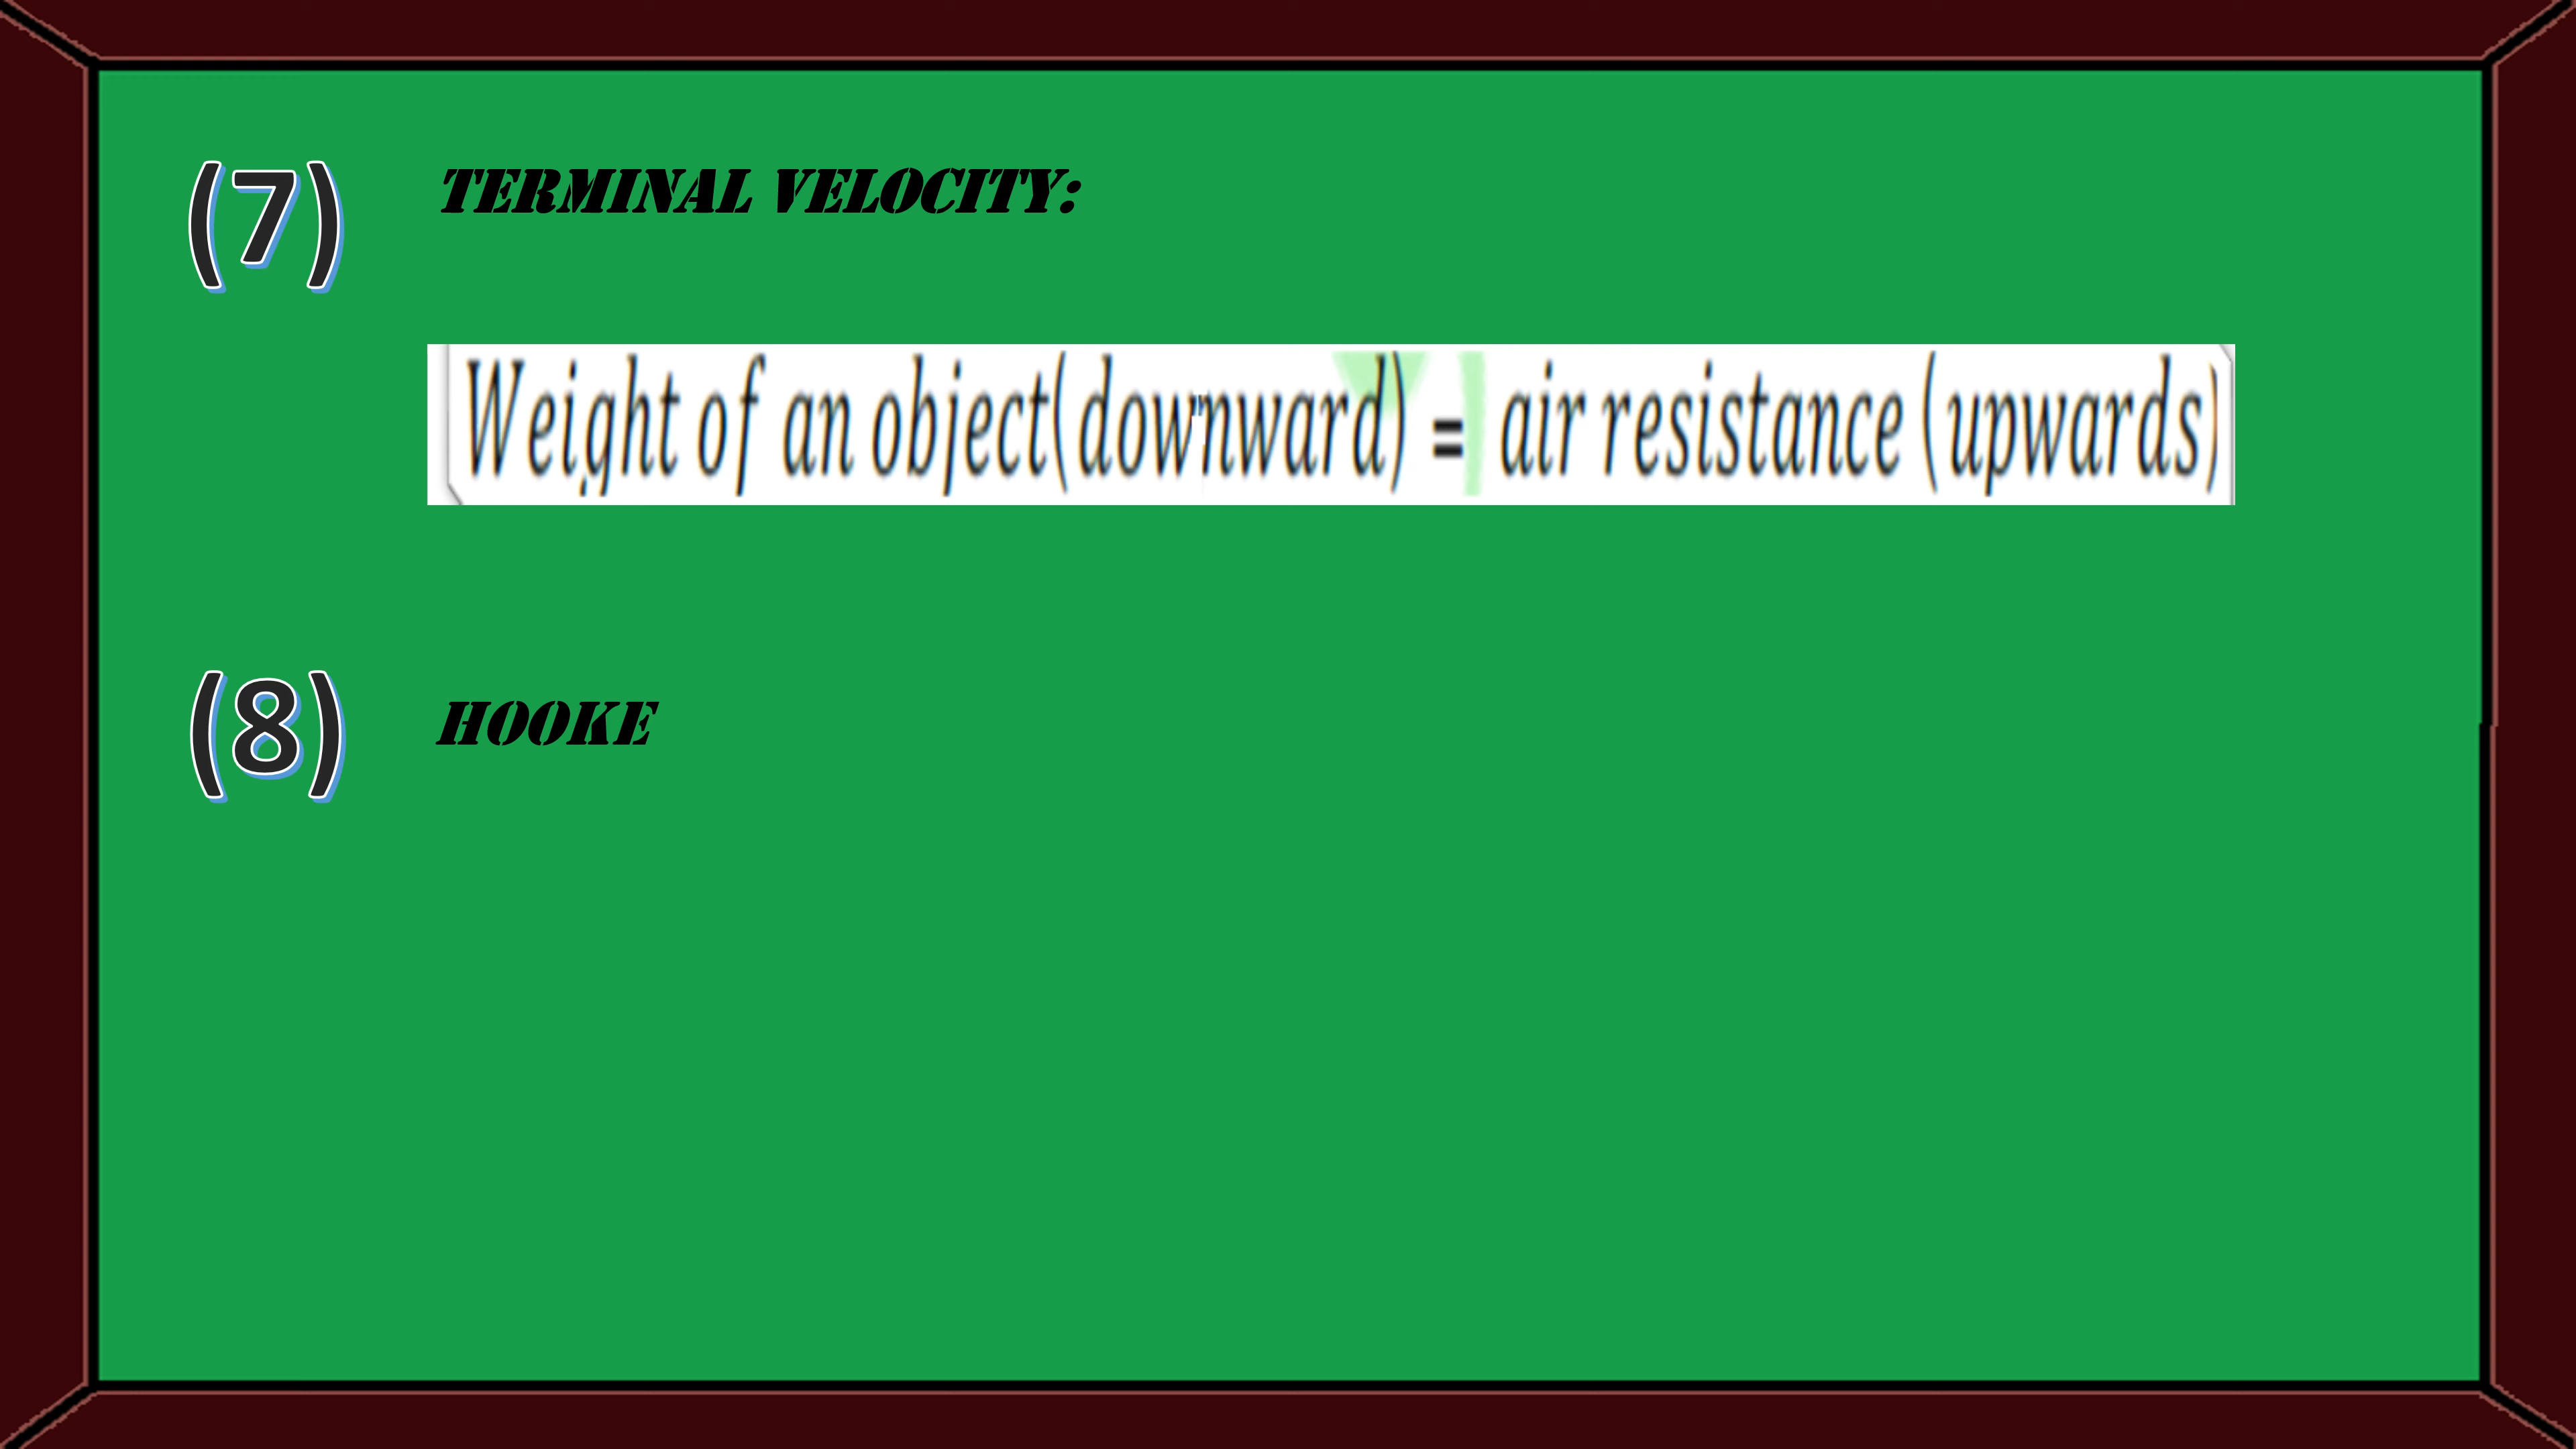 (7) TERMINAL VELOCITY:
Weight of an object(downward) = air resistance (upwards)
(8) HOOKE